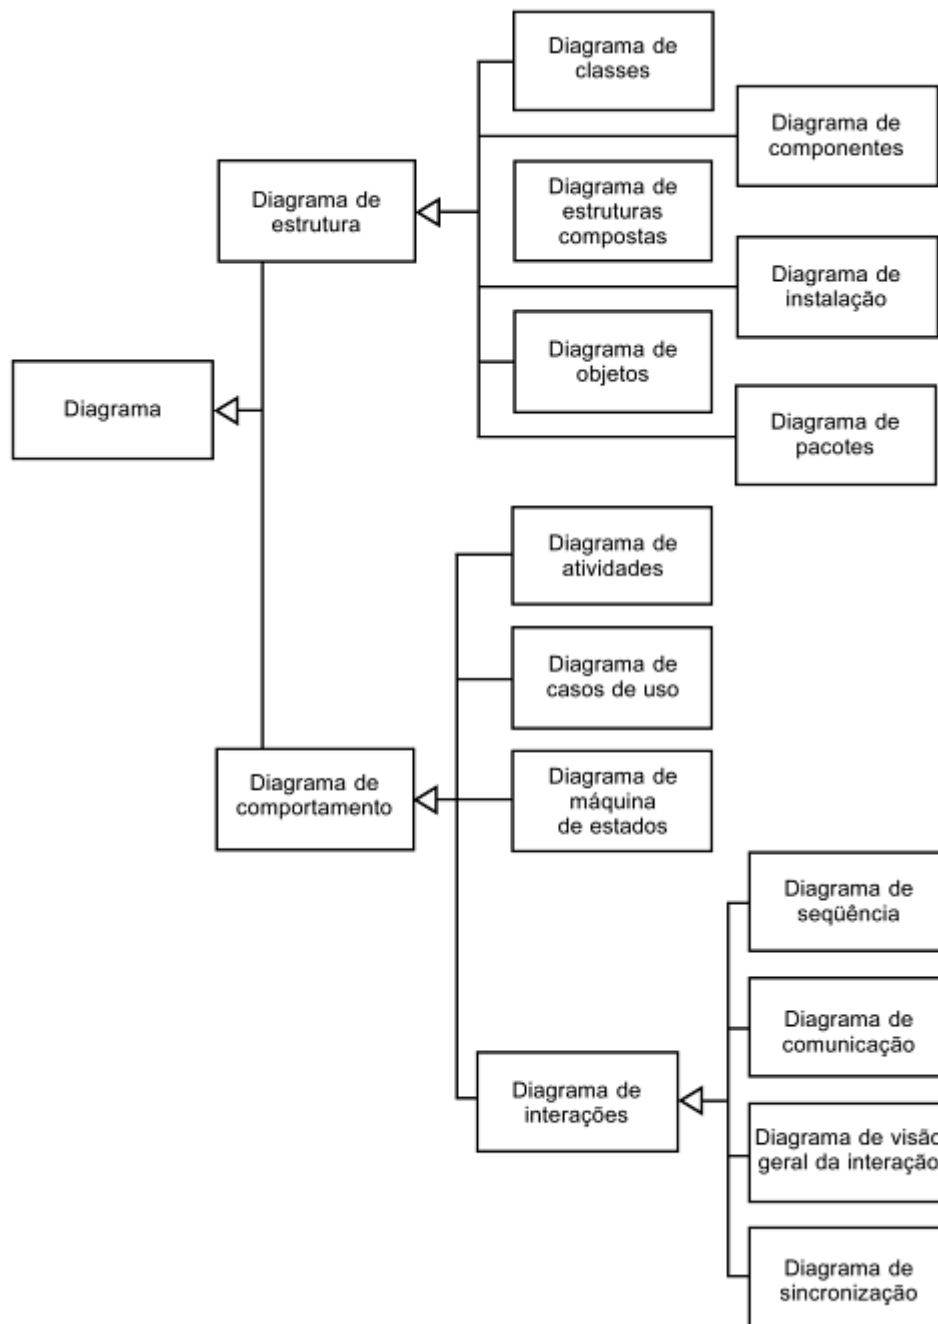 Diagrama de
classes
Diagrama de
componentes
Diagrama de
estrutura
Diagrama de
estruturas
compostas
Diagrama de
instalação
Diagrama de
objetos
Diagrama
Diagrama de
pacotes
Diagrama de
atividades
Diagrama de
casos de uso
Diagrama de
comportamento
Diagrama de
máquina
de estados
Diagrama de
seqüência
Diagrama de
comunicação
Diagrama de
interações
Diagrama de visão
geral da interação
Diagrama de
sincronização